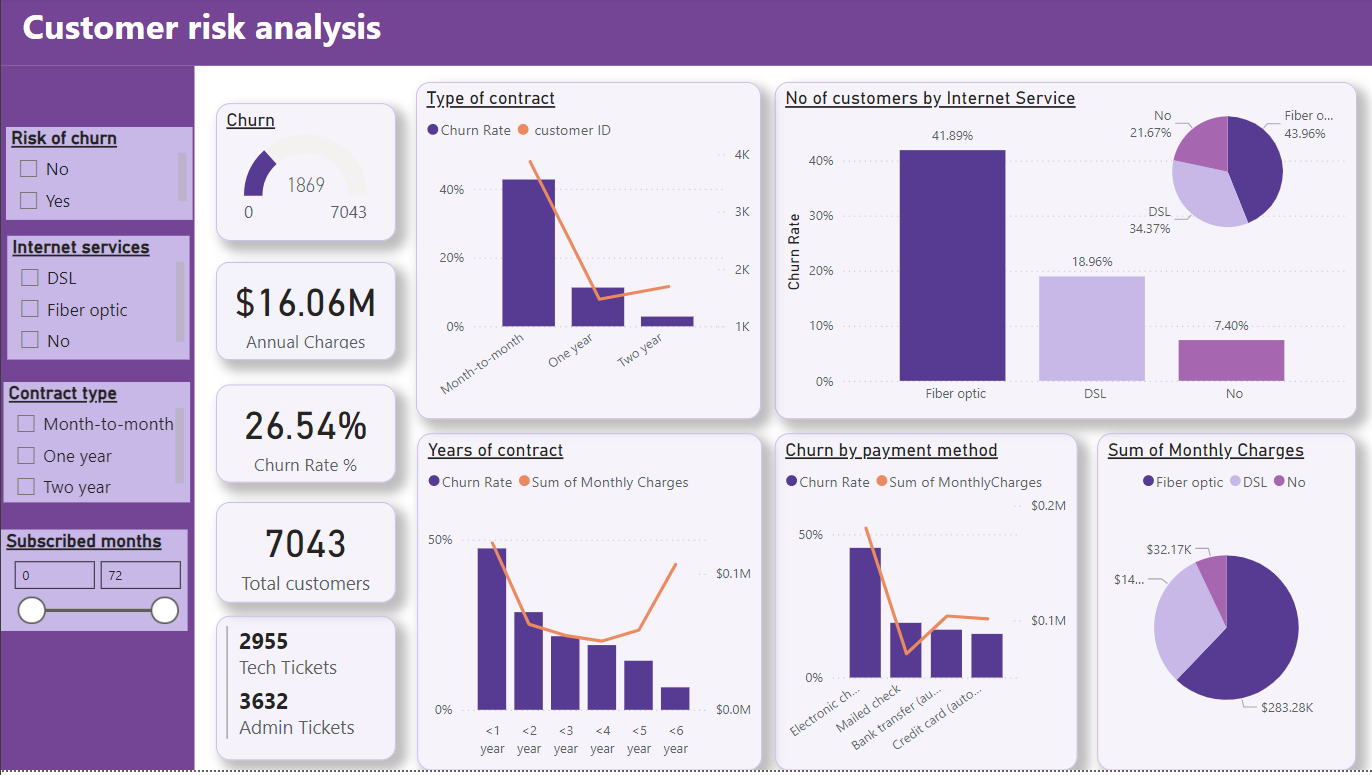 Customer risk analysis
Risk of churn
No
Yes
Internet services
DSL
Fiber optic
No
Contract type
Month-to-month
One year
Two year
Subscribed months
0 72
Churn
1869
0 7043
$16.06M
Annual Charges
26.54%
Churn Rate %
7043
Total customers
2955
Tech Tickets
3632
Admin Tickets
Type of contract
Churn Rate customer ID
4K
40%
3K
20%
2K
0% 1K
Month-to-month One year Two year
No of customers by Internet Service
No
21.67%
Fiber o...
43.96%
DSL
34.37%
Churn Rate
40%
30%
20%
10%
0%
41.89%
18.96%
7.40%
Fiber optic DSL No
Years of contract
Churn Rate Sum of Monthly Charges
50%
$0.1M
0% $0.0M
<1 <2 <3 <4 <5 <6
year year year year year year
Churn by payment method
Churn Rate Sum of MonthlyCharges
$0.2M
50%
$0.1M
0%
Electronic ch... Mailed check Bank transfer (au... Credit card (auto...
Sum of Monthly Charges
Fiber optic DSL No
$32.17K
$14...
$283.28K